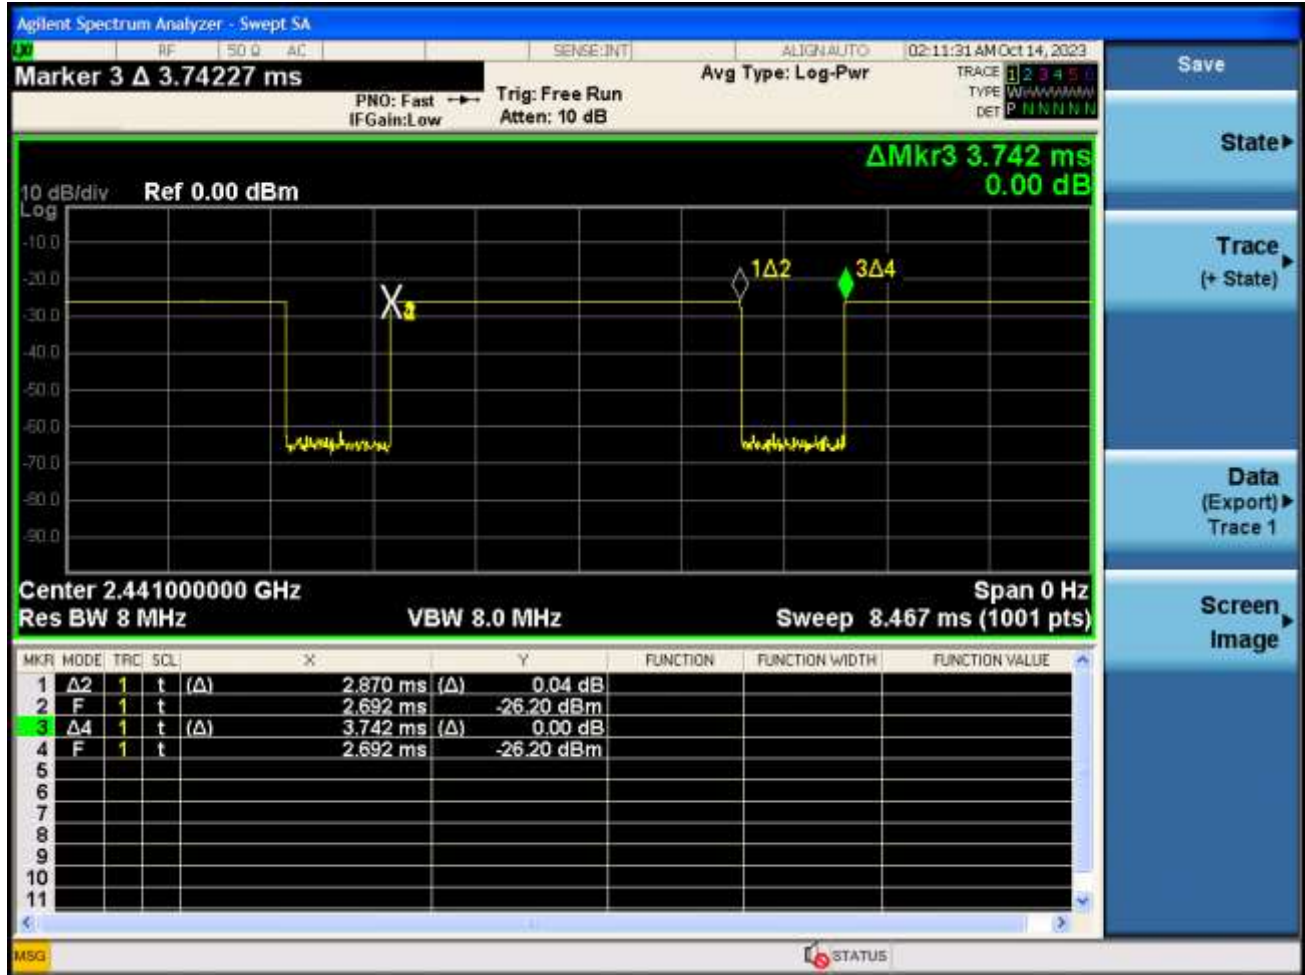 Agilent Spectrum Analyzer - Swept SA
LXI RF 50 Ω AC SENSE:INT ALIGNAUTO 02:11:31 AM Oct 14, 2023
Marker 3 Δ 3.74227 ms
PNO: Fast
IFGain:Low
Trig: Free Run
Atten: 10 dB
Avg Type: Log-Pwr
TRACE 1 2 3 4 5 6
TYPE W
DET P N N N N N
ΔMkr3 3.742 ms
0.00 dB
10 dB/div Ref 0.00 dBm
Log
-10.0
-20.0
-30.0
-40.0
-50.0
-60.0
-70.0
-80.0
-90.0
1Δ2
3Δ4
X
Center 2.441000000 GHz Span 0 Hz
Res BW 8 MHz VBW 8.0 MHz Sweep 8.467 ms (1001 pts)
MKR MODE TRC SCL X Y FUNCTION FUNCTION WIDTH FUNCTION VALUE
1 Δ2 1 t (Δ) 2.870 ms (Δ) 0.04 dB
2 F 1 t 2.692 ms -26.20 dBm
3 Δ4 1 t (Δ) 3.742 ms (Δ) 0.00 dB
4 F 1 t 2.692 ms -26.20 dBm
5
6
7
8
9
10
11
MSG STATUS
Save
State
Trace
(+ State)
Data
(Export)
Trace 1
Screen
Image